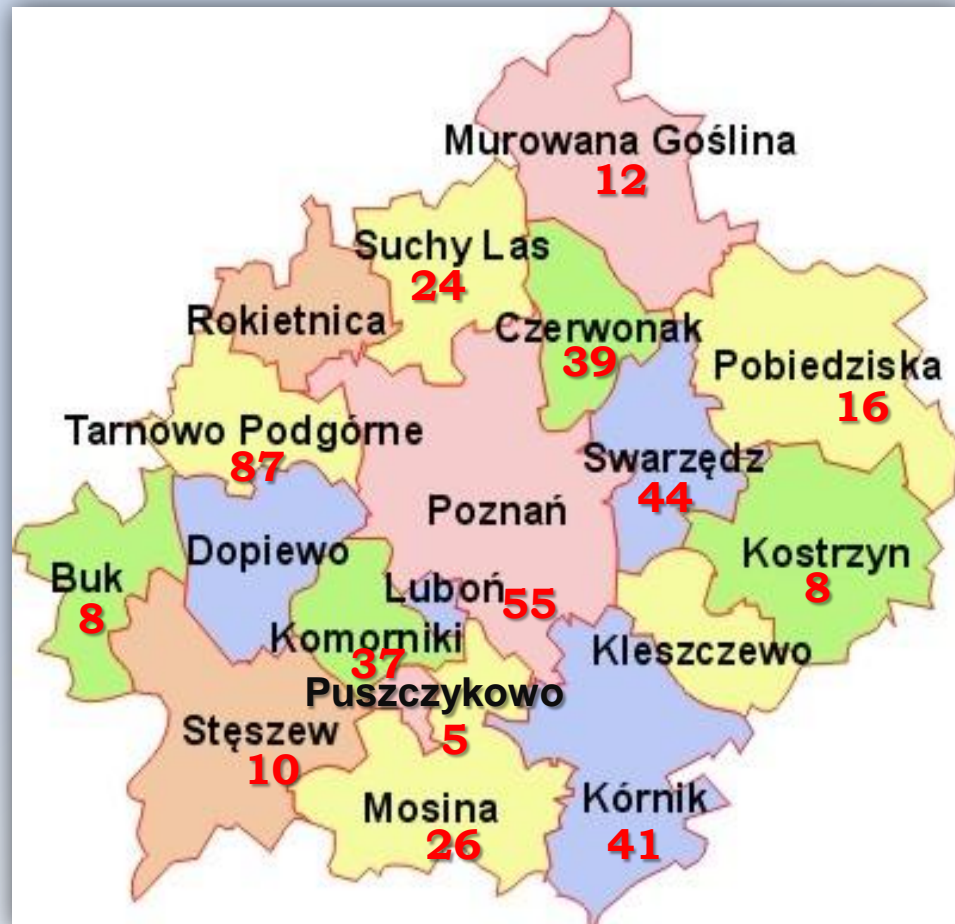 Murowana Goślina
12
Suchy Las
24
Rokietnica
Czerwonak
39
Pobiedziska
16
Tarnowo Podgórne
87
Swarzędz
44
Poznań
Dopiewo
Kostrzyn
8
Buk
8
Luboń
55
Komorniki
37
Kleszczewo
Puszczykowo
5
Stęszew
10
Mosina
26
Kórnik
41